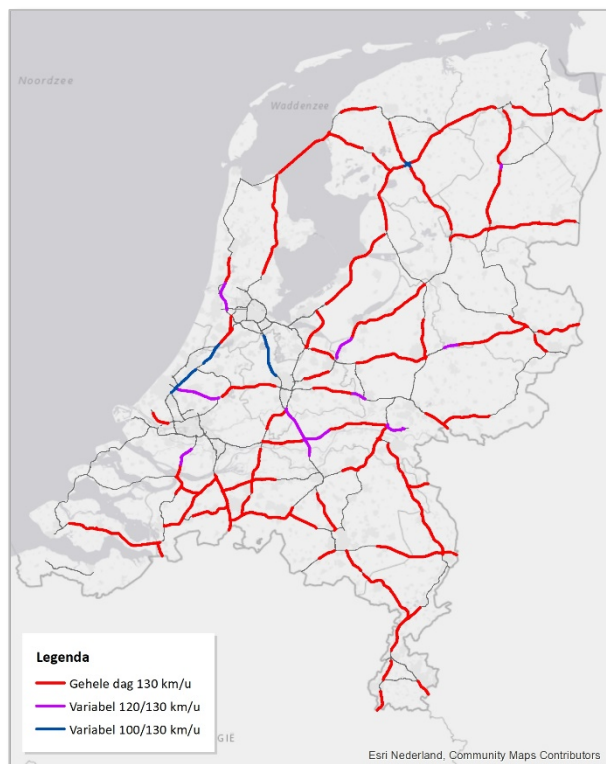 Noordzee
Waddenzee
Legenda
Gehele dag 130 km/u
Variabel 120/130 km/u
Variabel 100/130 km/u
GIE
Esri Nederland, Community Maps Contributors